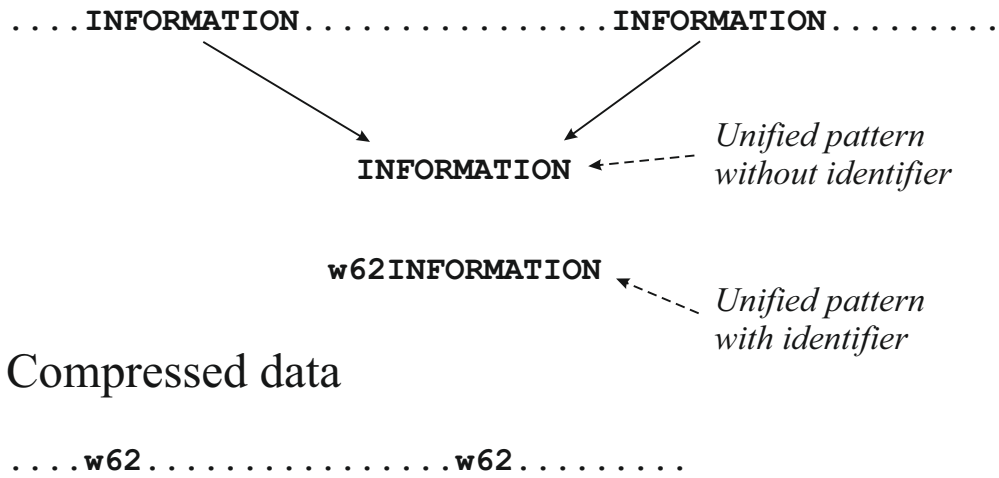 ....INFORMATION................INFORMATION.........
INFORMATION
Unified pattern
without identifier
w62INFORMATION
Unified pattern
with identifier
Compressed data
....w62................w62.........